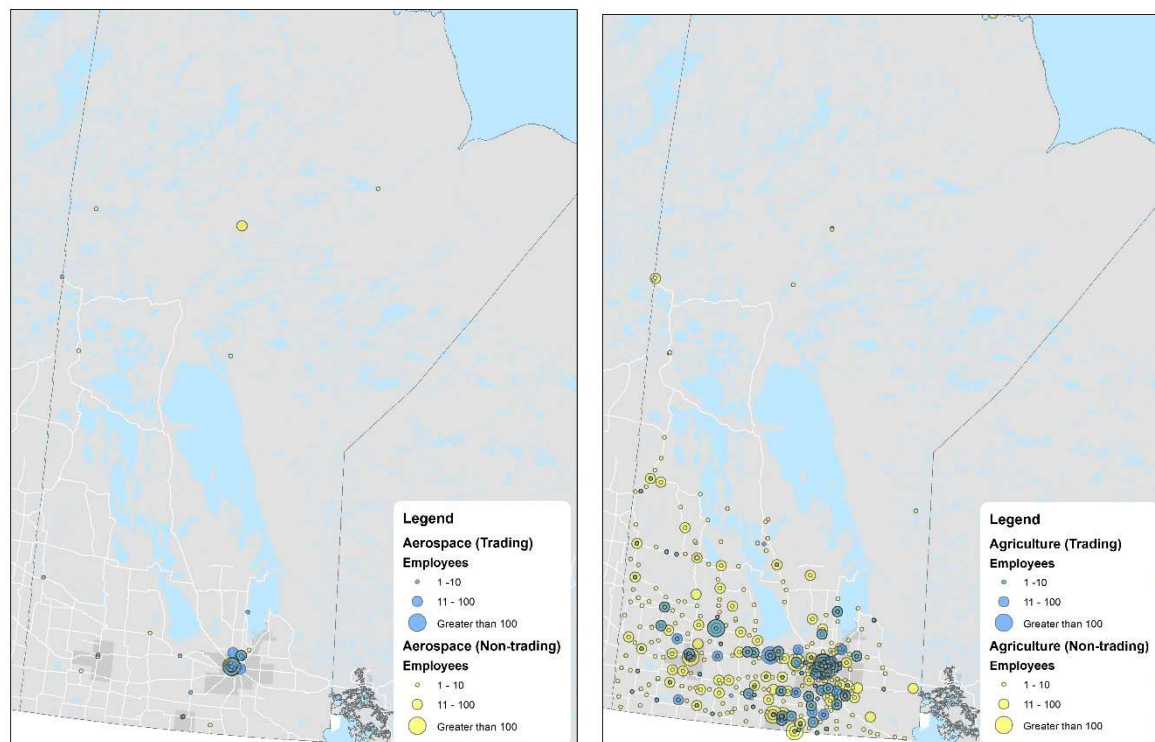 Legend
Aerospace (Trading)
Employees
1 -10
11 - 100
Greater than 100
Aerospace (Non-trading)
Employees
1 - 10
11 - 100
Greater than 100
Legend
Agriculture (Trading)
Employees
1 -10
11 - 100
Greater than 100
Agriculture (Non-trading)
Employees
1 - 10
11 - 100
Greater than 100